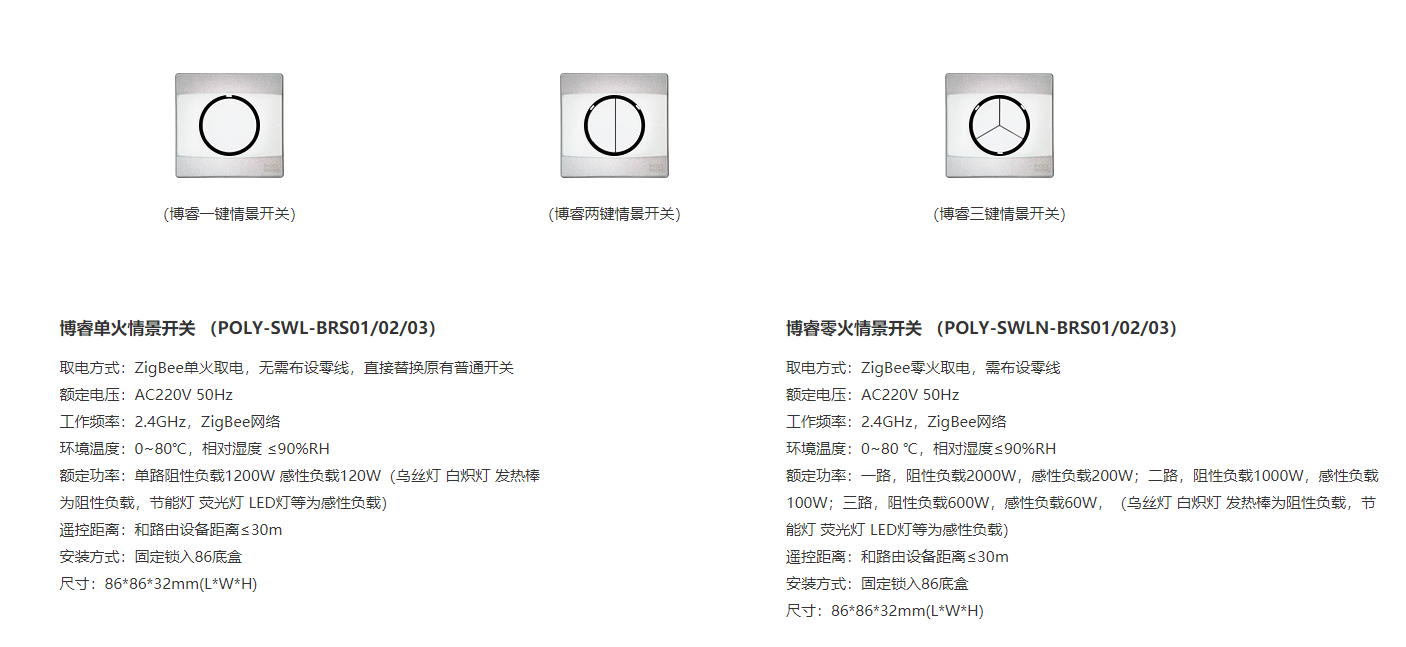 (博睿一键情景开关)
(博睿两键情景开关)
(博睿三键情景开关)
博睿单火情景开关 （POLY-SWL-BRS01/02/03）
取电方式：ZigBee单火取电，无需布设零线，直接替换原有普通开关
额定电压：AC220V 50Hz
工作频率：2.4GHz，ZigBee网络
环境温度：0~80℃，相对湿度 ≤90%RH
额定功率：单路阻性负载1200W 感性负载120W（乌丝灯 白炽灯 发热棒
为阻性负载，节能灯 荧光灯 LED灯等为感性负载）
遥控距离：和路由设备距离≤30m
安装方式：固定锁入86底盒
尺寸：86*86*32mm(L*W*H)
博睿零火情景开关 （POLY-SWLN-BRS01/02/03）
取电方式：ZigBee零火取电，需布设零线
额定电压：AC220V 50Hz
工作频率：2.4GHz，ZigBee网络
环境温度：0~80 ℃，相对湿度≤90%RH
额定功率：一路，阻性负载2000W，感性负载200W；二路，阻性负载1000W，感性负载
100W；三路，阻性负载600W，感性负载60W，（乌丝灯 白炽灯 发热棒为阻性负载，节
能灯 荧光灯 LED灯等为感性负载）
遥控距离：和路由设备距离≤30m
安装方式：固定锁入86底盒
尺寸：86*86*32mm(L*W*H)